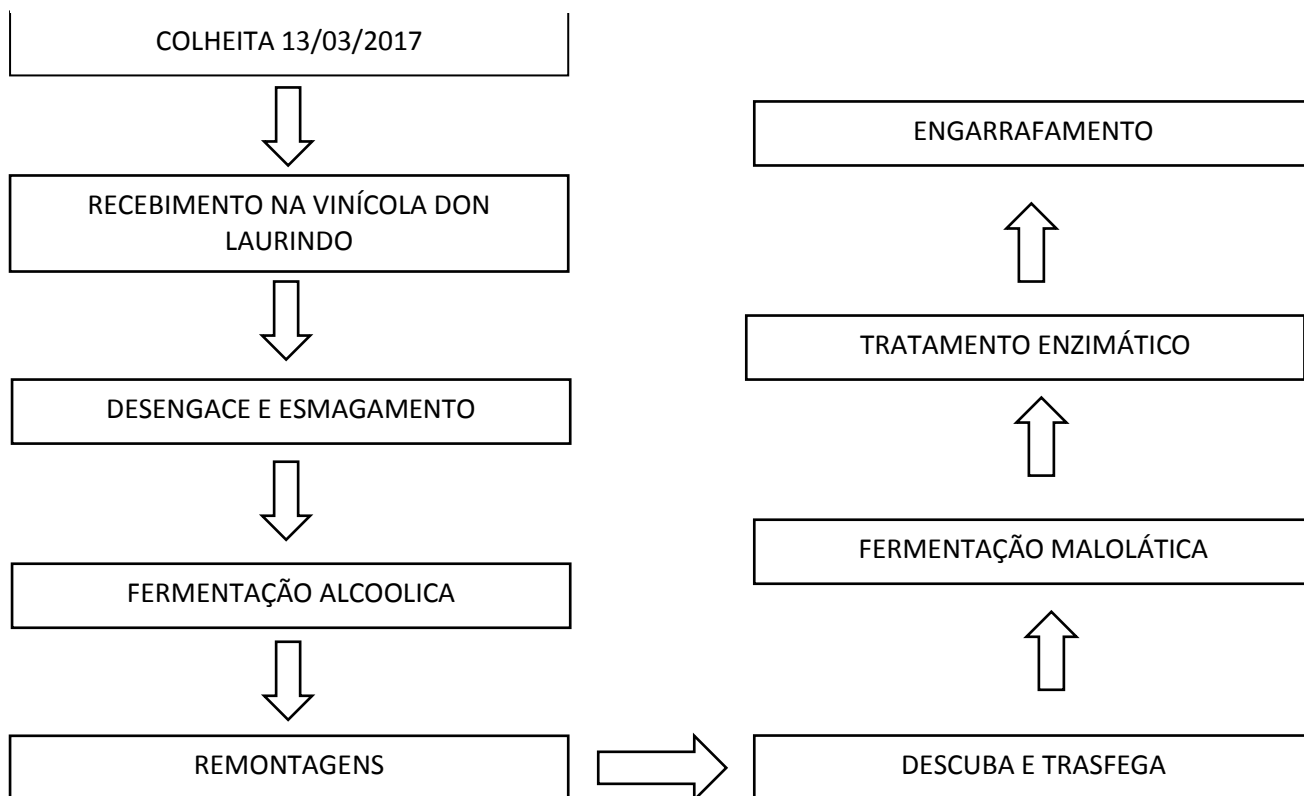 COLHEITA 13/03/2017
RECEBIMENTO NA VINÍCOLA DON
LAURINDO
DESENGACE E ESMAGAMENTO
FERMENTAÇÃO ALCOOLICA
REMONTAGENS
DESCUBA E TRASFEGA
FERMENTAÇÃO MALOLÁTICA
TRATAMENTO ENZIMÁTICO
ENGARRAFAMENTO